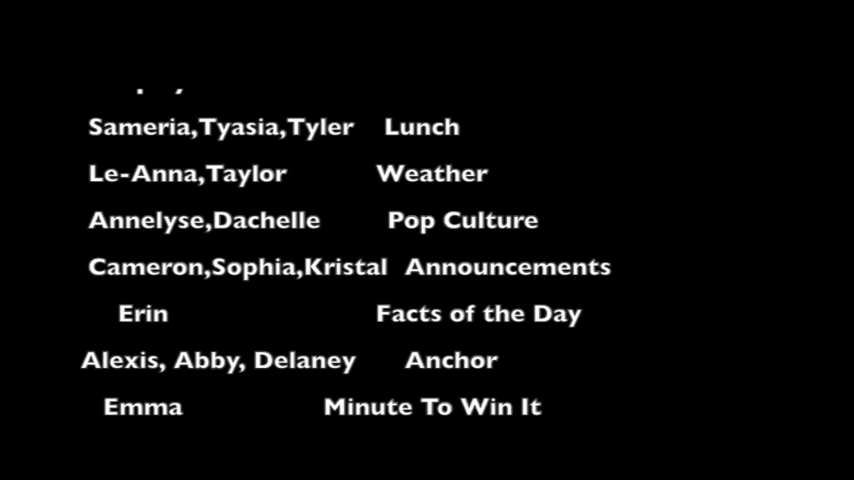 Sameria,Tyasia,Tyler Lunch
Le-Anna,Taylor Weather
Annelyse,Dachelle Pop Culture
Cameron,Sophia,Kristal Announcements
Erin Facts of the Day
Alexis, Abby, Delaney Anchor
Emma Minute To Win It